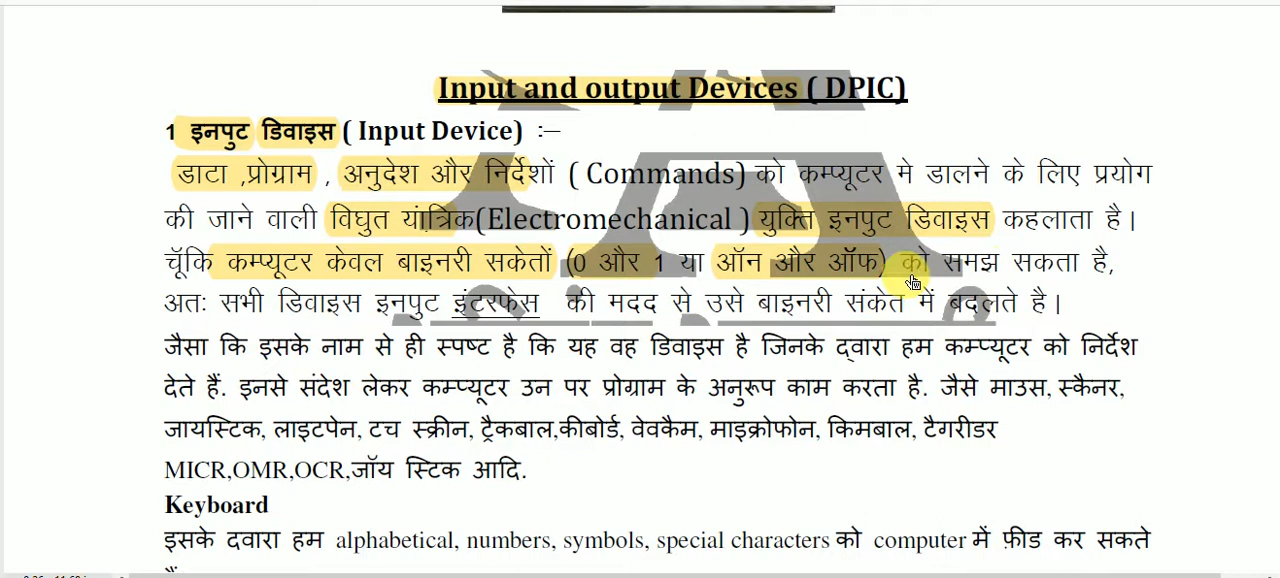 Input and output Devices ( DPIC)
1 इनपुट डिवाइस ( Input Device) :–
डाटा ,प्रोग्राम , अनुदेश और निर्देशों ( Commands) को कम्प्यूटर मे डालने के लिए प्रयोग
की जाने वाली विघुत यांत्रिक(Electromechanical ) युक्ति इनपुट डिवाइस कहलाता है।
चूॅकि कम्प्यूटर केवल बाइनरी सकेतों (0 और 1 या ऑन और ऑफ) को समझ सकता है,
अतः सभी डिवाइस इनपुट इंटरफेस की मदद से उसे बाइनरी संकेत मे बदलते है।
जैसा कि इसके नाम से ही स्पष्ट है कि यह वह डिवाइस है जिनके द्वारा हम कम्प्यूटर को निर्देश
देते हैं. इनसे संदेश लेकर कम्प्यूटर उन पर प्रोग्राम के अनुरूप काम करता है. जैसे माउस, स्कैनर,
जायस्टिक, लाइटपेन, टच स्क्रीन, ट्रैकबाल,कीबोर्ड, वेवकैम, माइक्रोफोन, किमबाल, टैगरीडर
MICR,OMR,OCR,जॉय स्टिक आदि.
Keyboard
इसके दवारा हम alphabetical, numbers, symbols, special characters को computer में फ़ीड कर सकते